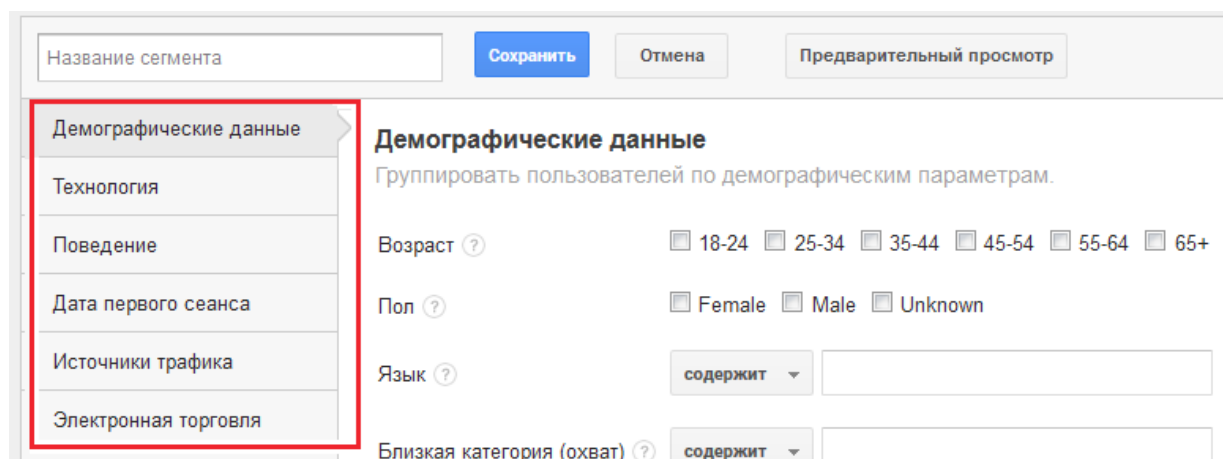 Название сегмента Сохранить Отмена Предварительный просмотр
Демографические данные
Технология
Поведение
Дата первого сеанса
Источники трафика
Электронная торговля
Демографические данные
Группировать пользователей по демографическим параметрам.
Возраст ? 18-24 25-34 35-44 45-54 55-64 65+
Пол ? Female Male Unknown
Язык ? содержит
Близкая категория (охват) ? содержит